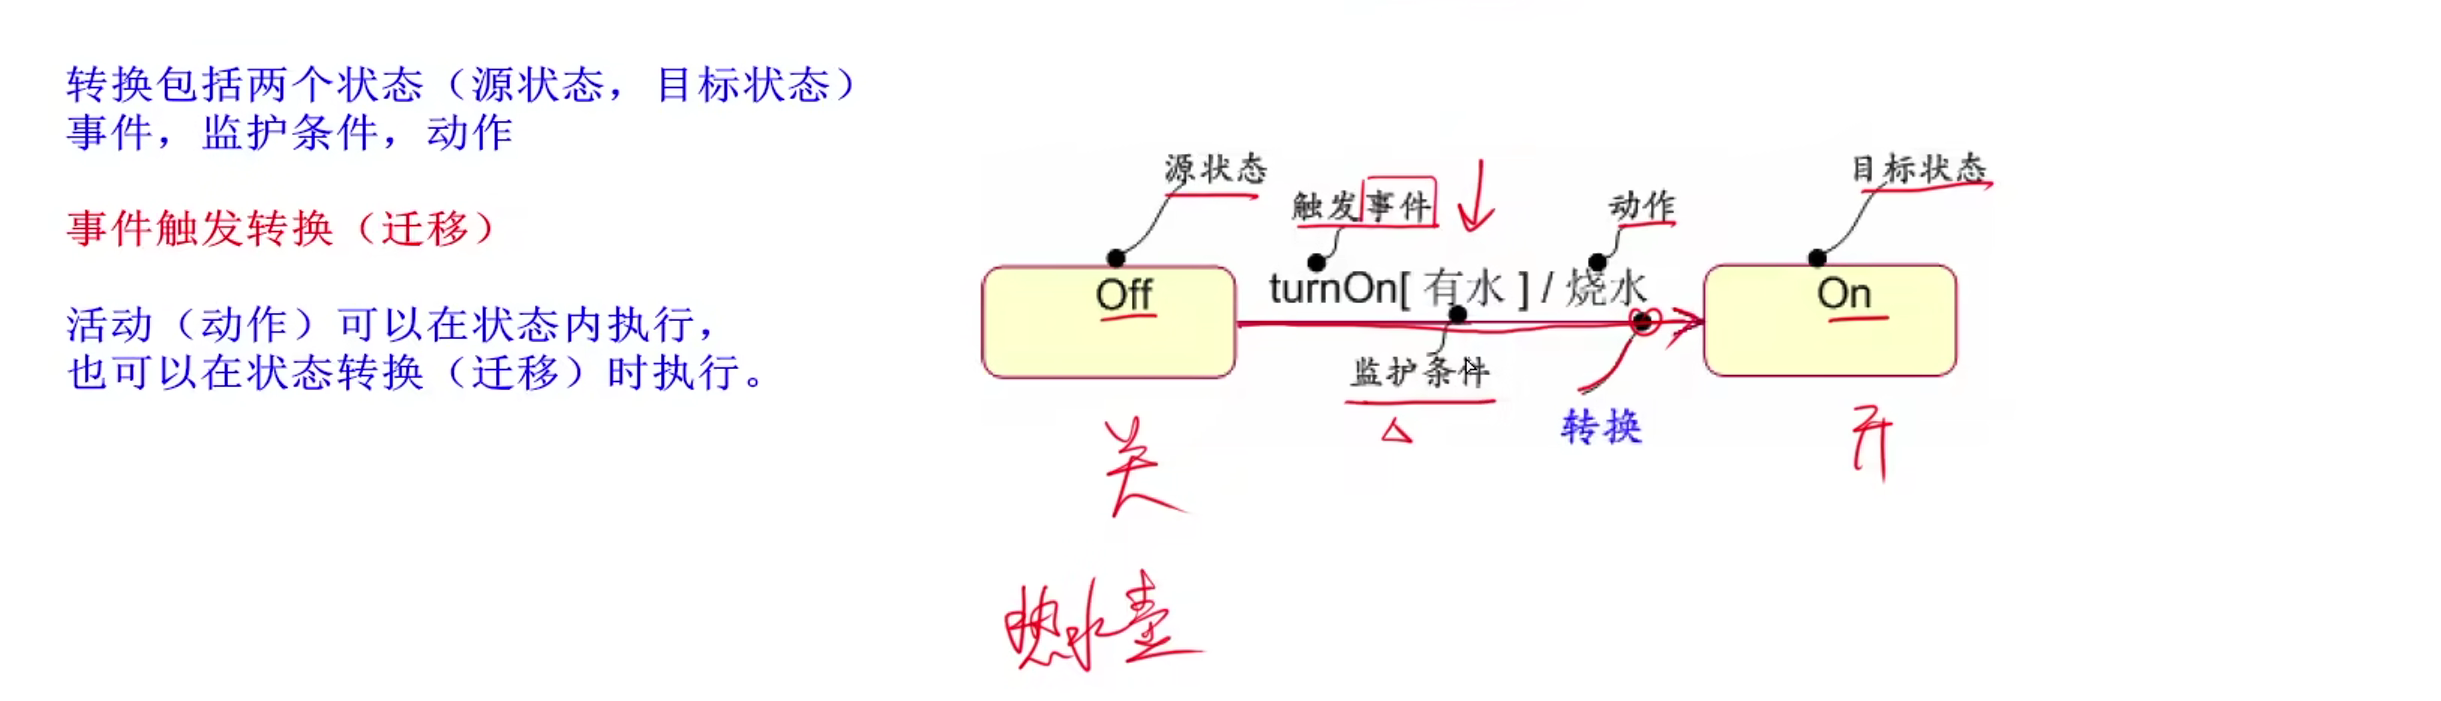 转换包括两个状态（源状态，目标状态）
事件，监护条件，动作
事件触发转换（迁移）
活动（动作）可以在状态内执行，
也可以在状态转换（迁移）时执行。
源状态
触发事件
动作
目标状态
Off
turnOn[ 有水 ] / 烧水
On
监护条件
转换
关
开
热水壶